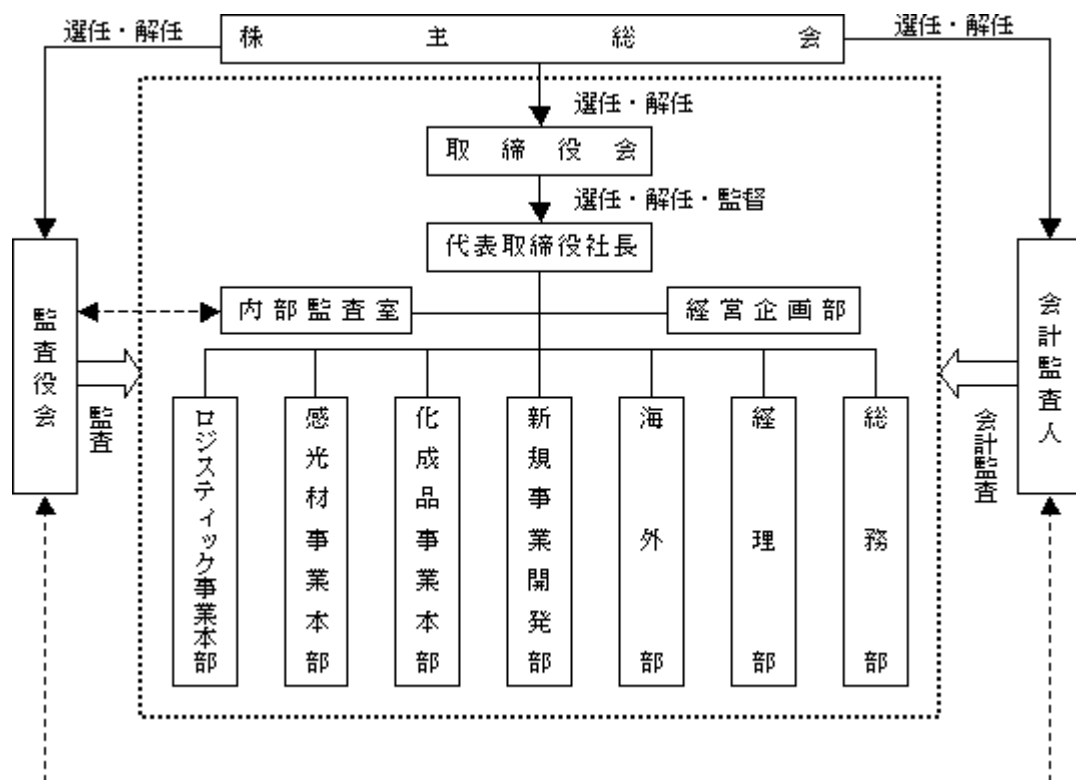 選任・解任
株主総会
選任・解任
選任・解任
取締役会
選任・解任・監督
代表取締役社長
監査役会
内部監査室
経営企画部
会計監査人
監査
会計監査
ロジスティック事業本部
感光材事業本部
化成品事業本部
新規事業開発部
海外部
経理部
総務部